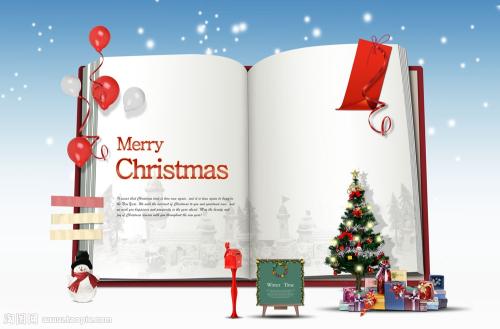 Merry
Christmas
It seems that Christmas time is here once again, and it is time again to bring in
the New Year. We wish the merriest of Christmas to you and your loved ones, and
we wish you happiness and prosperity in the year ahead. May the beauty and
joy of Christmas remain with you throughout the new year!
Winter Time
淘图网 www.taopic.com